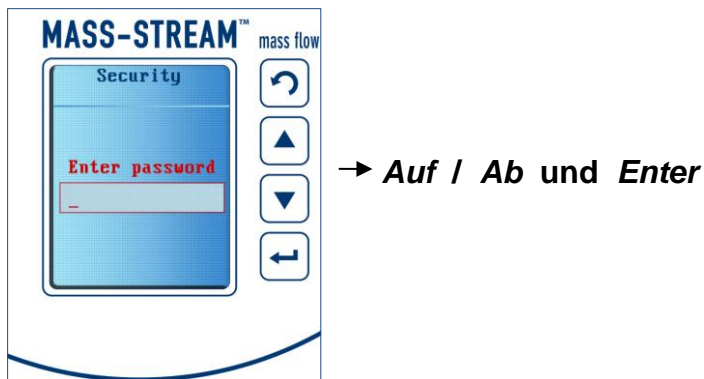 MASS-STREAM™ mass flow
Security
Enter password
_
→ Auf / Ab und Enter